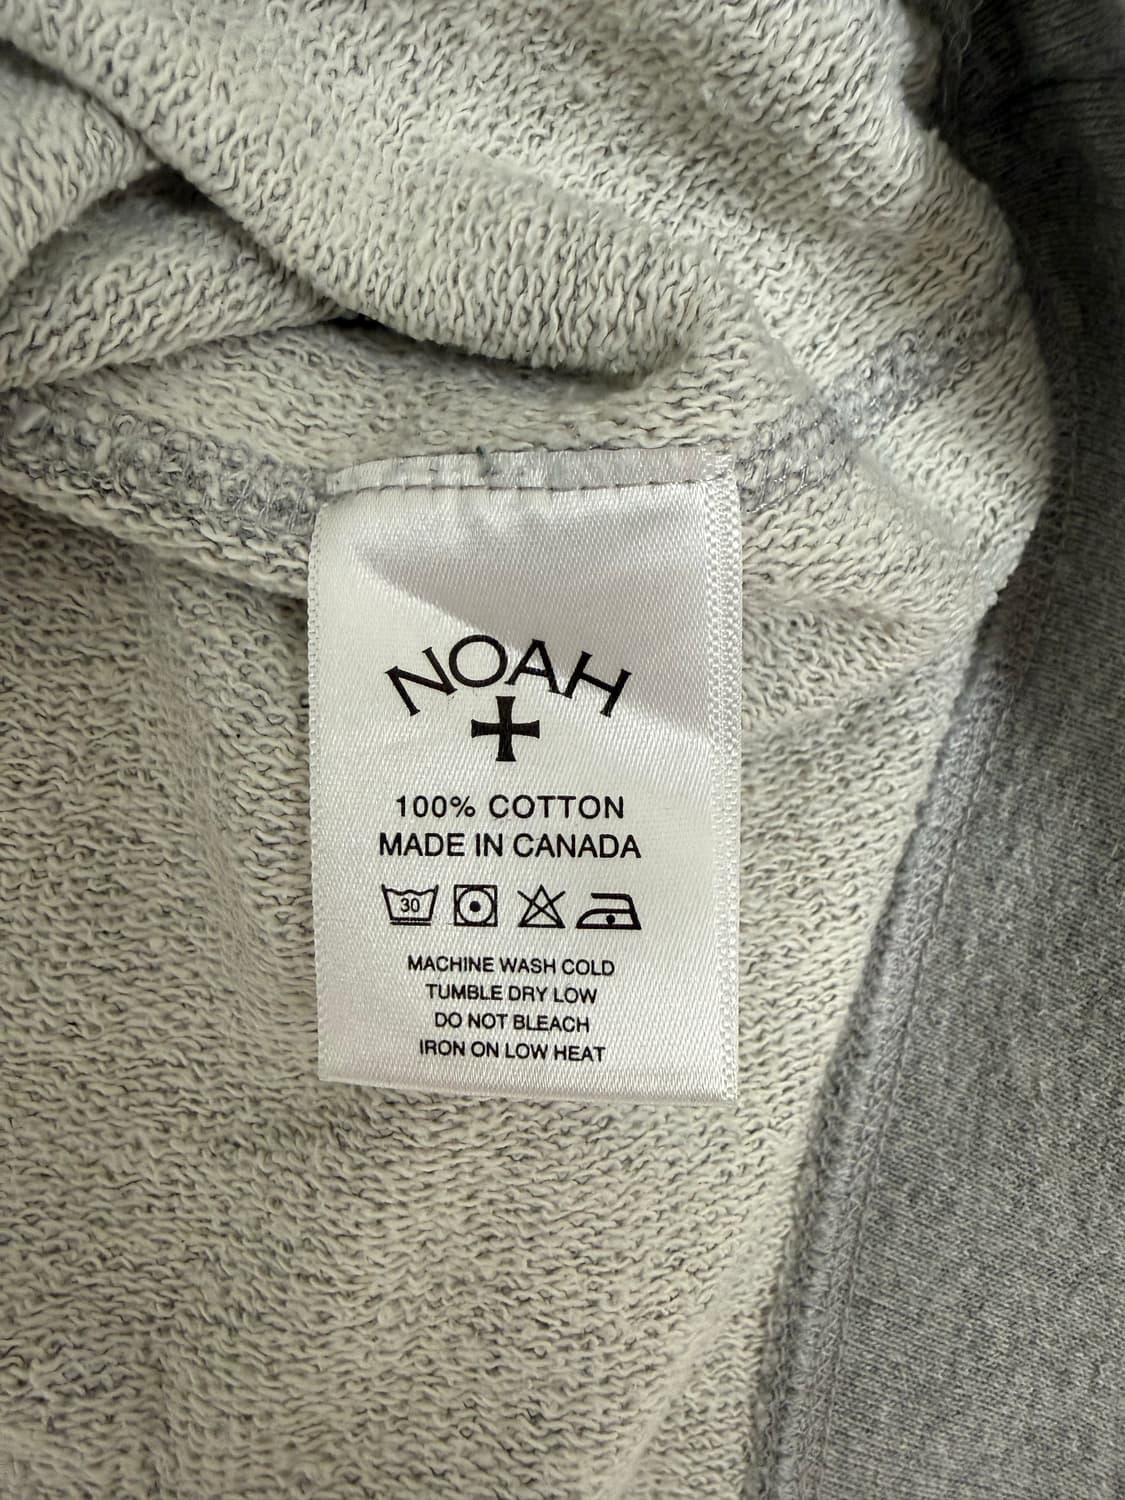 NOAH
100% COTTON
MADE IN CANADA
30
MACHINE WASH COLD
TUMBLE DRY LOW
DO NOT BLEACH
IRON ON LOW HEAT